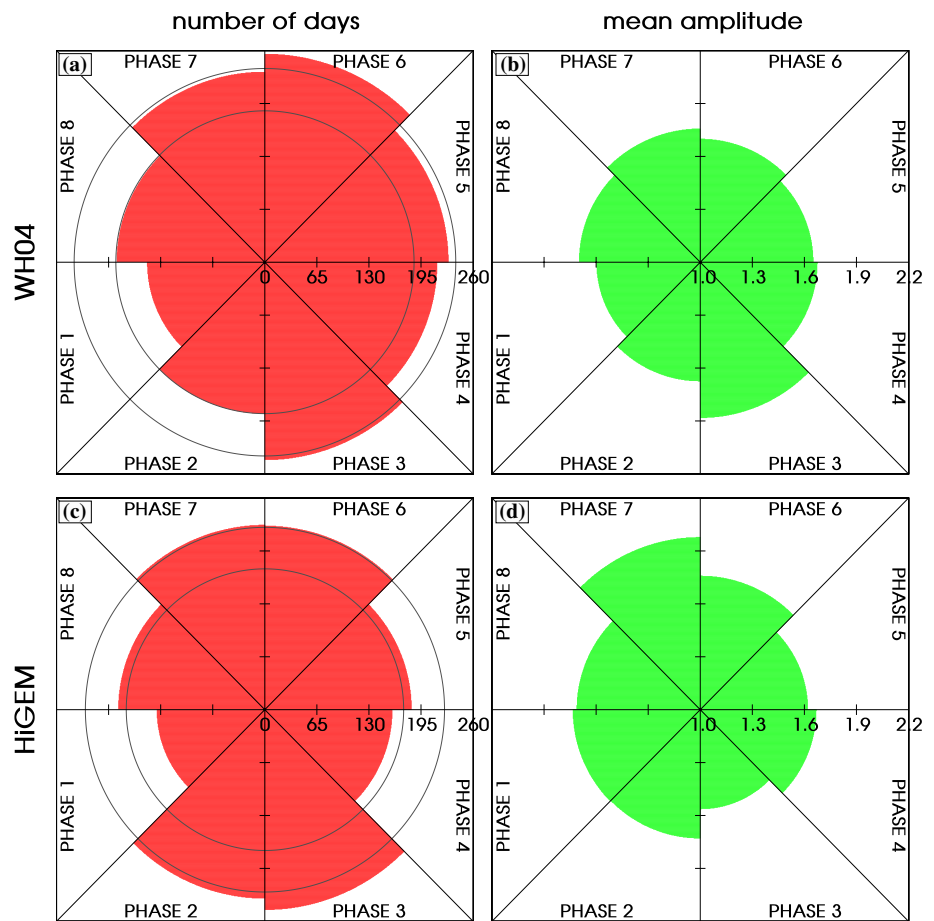 number of days
mean amplitude
WH04
(a)
PHASE 7
PHASE 6
PHASE 8
PHASE 5
0 65 130 195 260
PHASE 1
PHASE 4
PHASE 2
PHASE 3
(b)
PHASE 7
PHASE 6
PHASE 8
PHASE 5
1.0 1.3 1.6 1.9 2.2
PHASE 1
PHASE 4
PHASE 2
PHASE 3
HiGEM
(c)
PHASE 7
PHASE 6
PHASE 8
PHASE 5
0 65 130 195 260
PHASE 1
PHASE 4
PHASE 2
PHASE 3
(d)
PHASE 7
PHASE 6
PHASE 8
PHASE 5
1.0 1.3 1.6 1.9 2.2
PHASE 1
PHASE 4
PHASE 2
PHASE 3